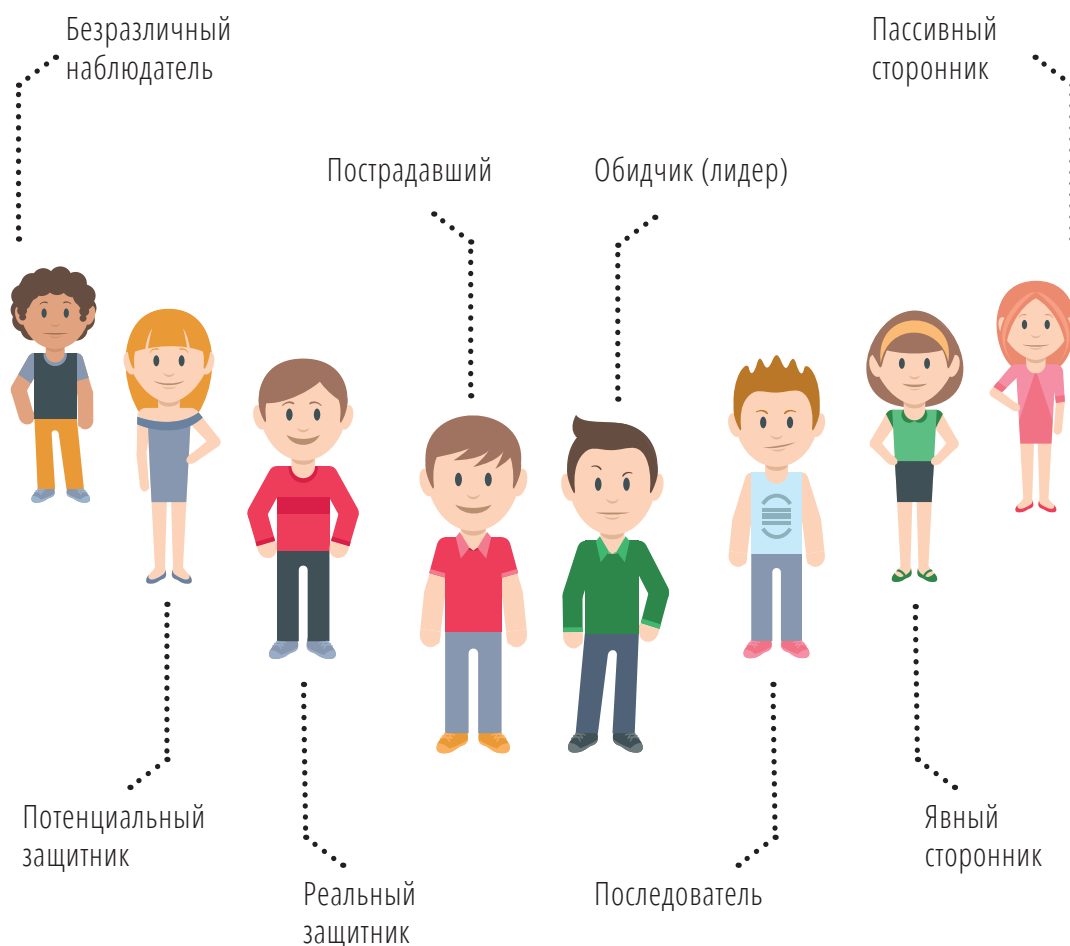 Безразличный
наблюдатель
Пассивный
сторонник
Пострадавший
Обидчик (лидер)
Потенциальный
защитник
Явный
сторонник
Реальный
защитник
Последователь